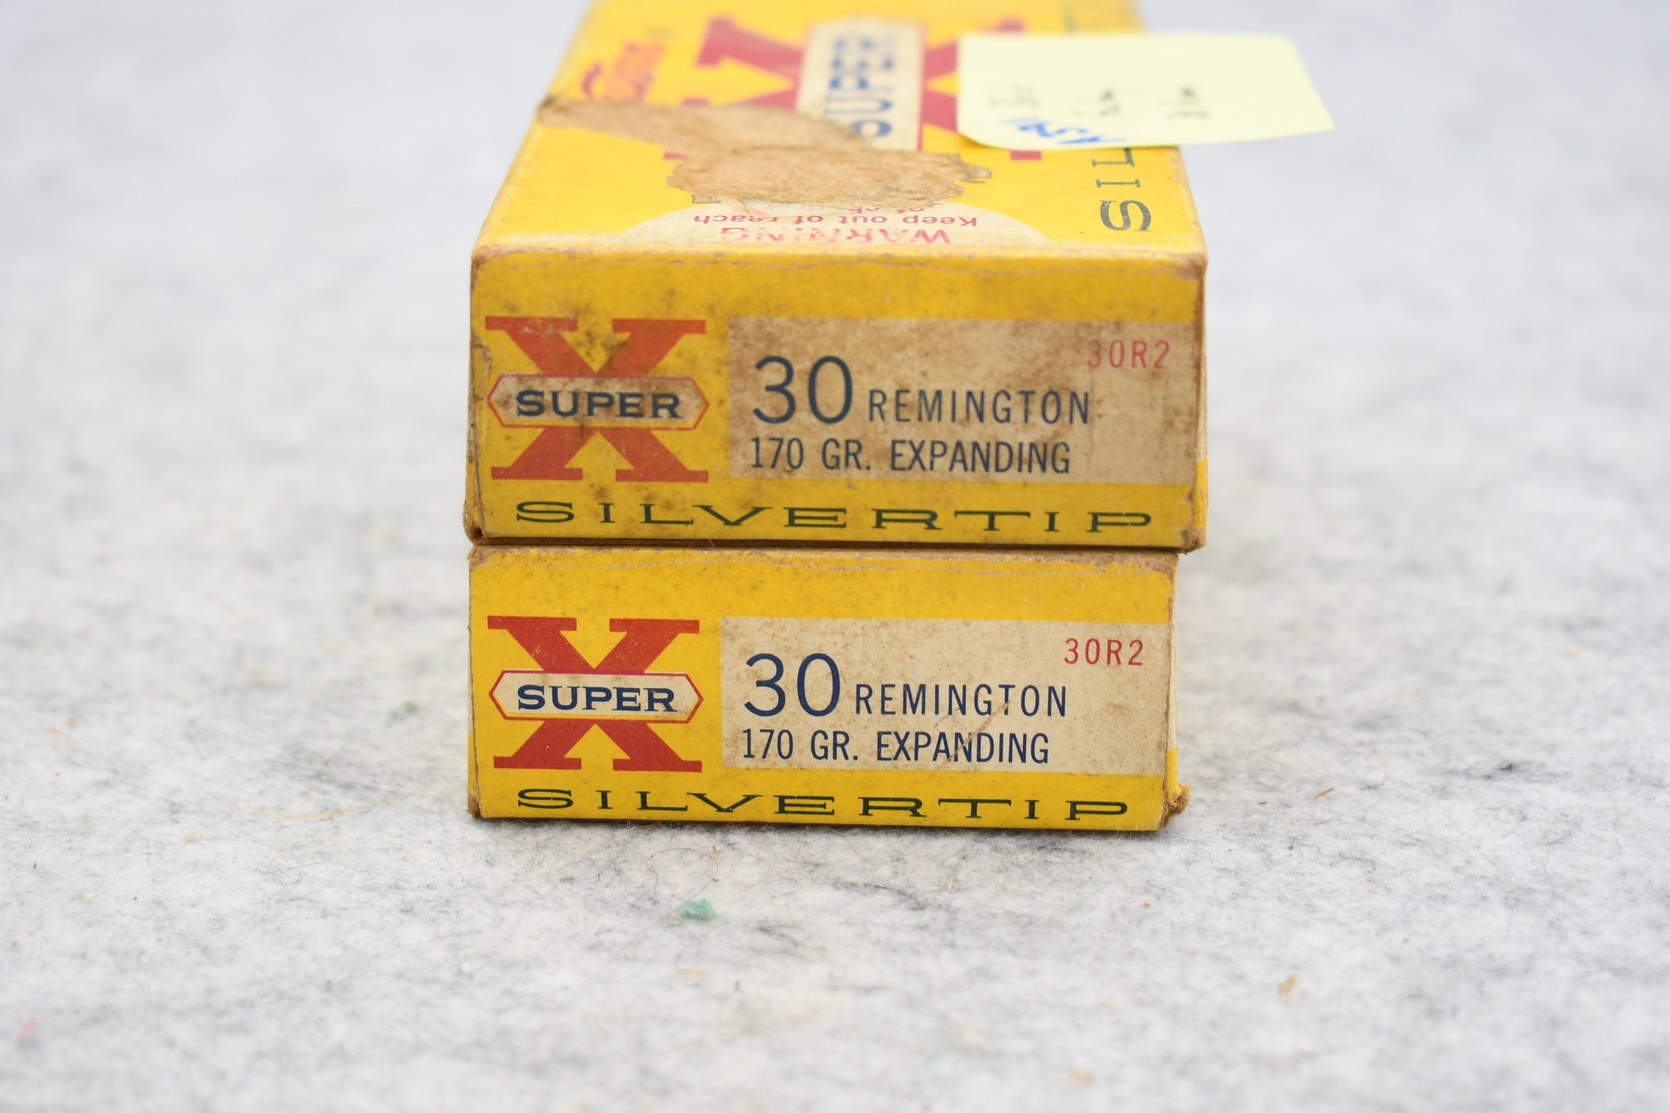 SUPER
X
SIL
WARNING
Keep out of reach
X
SUPER
30R2
30 REMINGTON
170 GR. EXPANDING
SILVERTIP
X
SUPER
30R2
30 REMINGTON
170 GR. EXPANDING
SILVERTIP